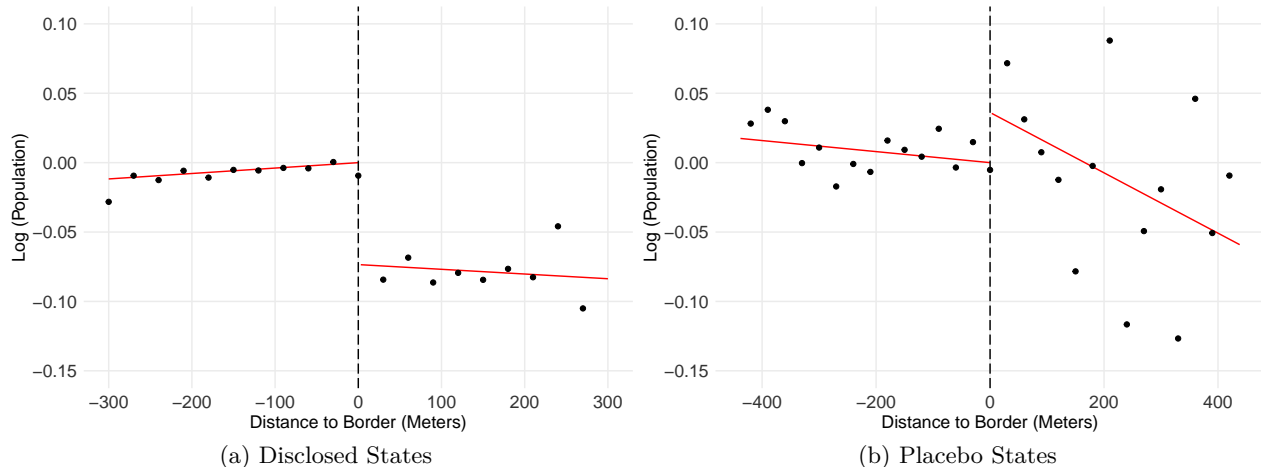 0.10
0.05
0.00
−0.05
−0.10
−0.15
Log (Population)
−300 −200 −100 0 100 200 300
Distance to Border (Meters)
(a) Disclosed States
0.10
0.05
0.00
−0.05
−0.10
−0.15
Log (Population)
−400 −200 0 200 400
Distance to Border (Meters)
(b) Placebo States